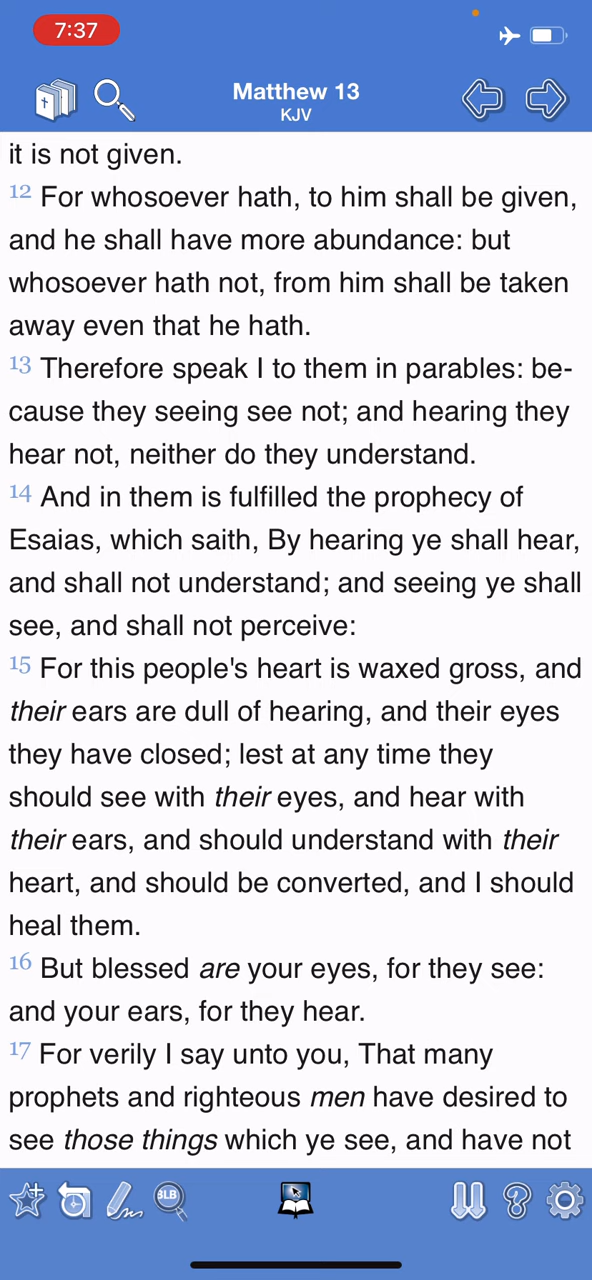 7:37
Matthew 13
KJV
it is not given.
12 For whosoever hath, to him shall be given,
and he shall have more abundance: but
whosoever hath not, from him shall be taken
away even that he hath.
13 Therefore speak I to them in parables: be-
cause they seeing see not; and hearing they
hear not, neither do they understand.
14 And in them is fulfilled the prophecy of
Esaias, which saith, By hearing ye shall hear,
and shall not understand; and seeing ye shall
see, and shall not perceive:
15 For this people's heart is waxed gross, and
their ears are dull of hearing, and their eyes
they have closed; lest at any time they
should see with their eyes, and hear with
their ears, and should understand with their
heart, and should be converted, and I should
heal them.
16 But blessed are your eyes, for they see:
and your ears, for they hear.
17 For verily I say unto you, That many
prophets and righteous men have desired to
see those things which ye see, and have not
BLB